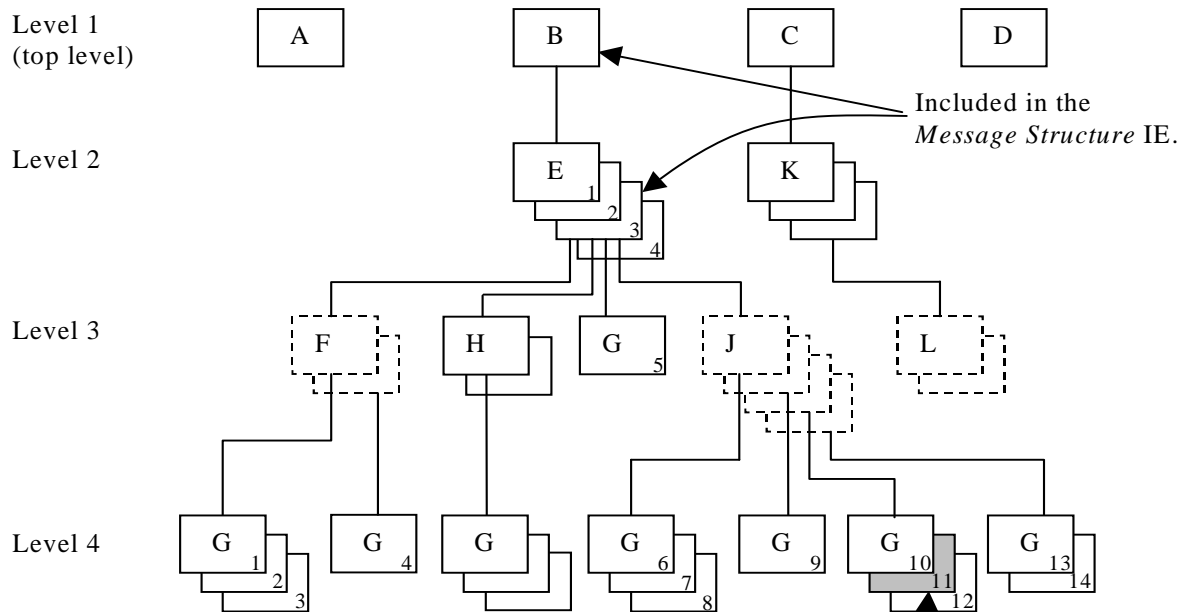 Level 1
(top level)
A
B
C
D
Included in the
Message Structure IE.
Level 2
E
1
2
3
4
K
Level 3
F
H
G
5
J
L
Level 4
G
1
2
3
G
4
G
G
6
7
8
G
9
G
10
11
12
G
13
14